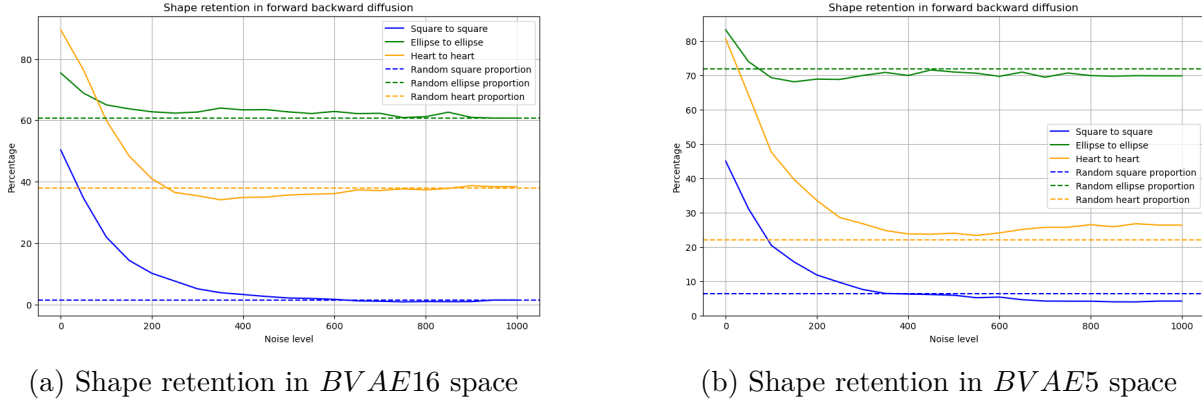 Shape retention in forward backward diffusion
Percentage
80
60
40
20
0
Square to square
Ellipse to ellipse
Heart to heart
Random square proportion
Random ellipse proportion
Random heart proportion
0 200 400 600 800 1000
Noise level
(a) Shape retention in BVAE16 space
Shape retention in forward backward diffusion
Percentage
80
70
60
50
40
30
20
10
0
Square to square
Ellipse to ellipse
Heart to heart
Random square proportion
Random ellipse proportion
Random heart proportion
0 200 400 600 800 1000
Noise level
(b) Shape retention in BVAE5 space